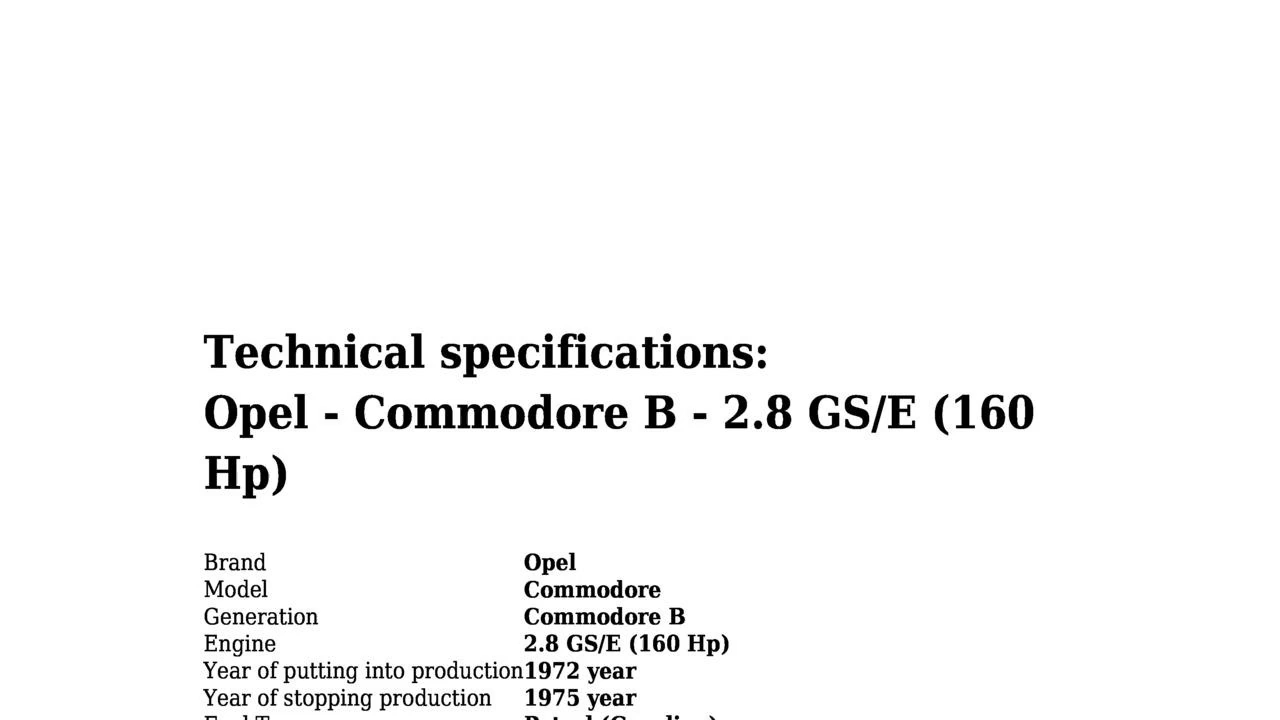 Technical specifications:
Opel - Commodore B - 2.8 GS/E (160
Hp)
Brand Opel
Model Commodore
Generation Commodore B
Engine 2.8 GS/E (160 Hp)
Year of putting into production 1972 year
Year of stopping production 1975 year